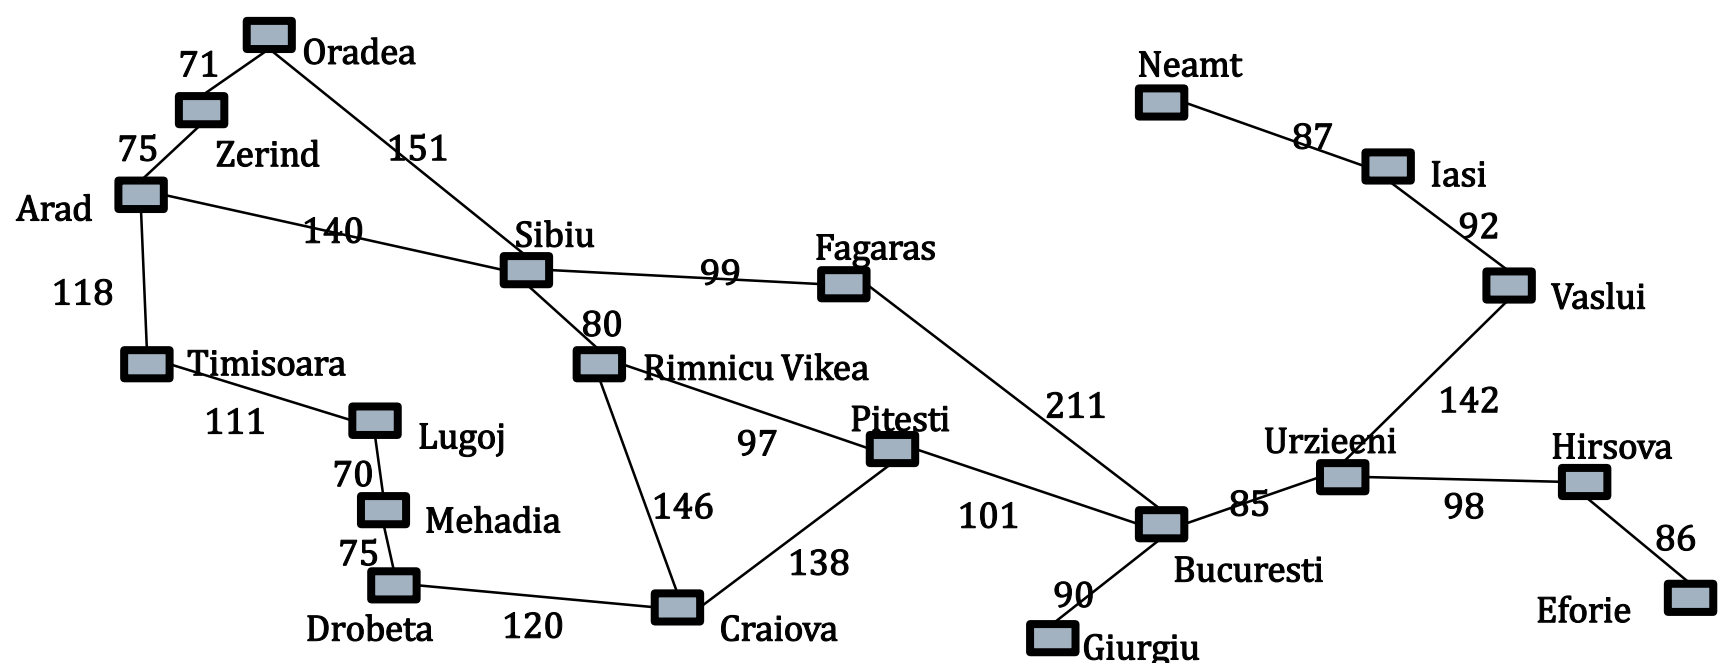 Oradea
71
Neamt
87
Zerind
75
151
Iasi
Arad
140
Sibiu
92
Fagaras
99
118
Vaslui
80
Timisoara
Rimnicu Vikea
111
Lugoj
97
Pitesti
211
142
Urzieeni
Hirsova
70
146
85
98
Mehadia
101
86
75
138
Bucuresti
90
Drobeta
120
Craiova
Eforie
Giurgiu